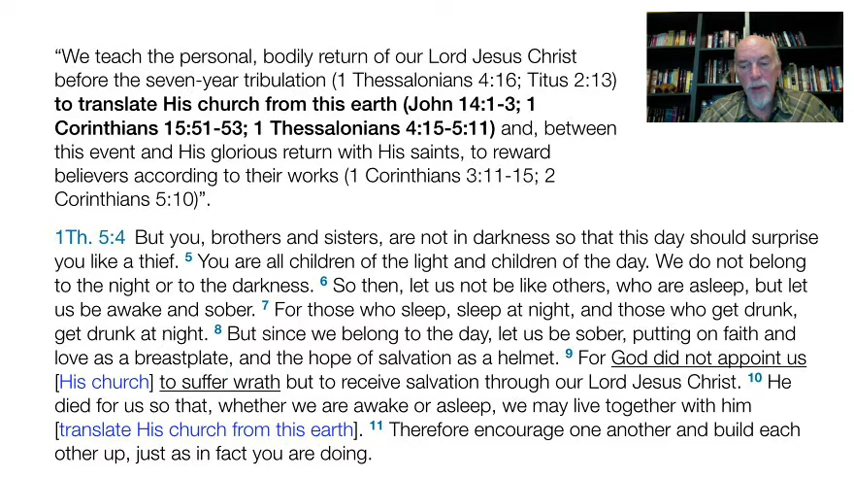 “We teach the personal, bodily return of our Lord Jesus Christ
before the seven-year tribulation (1 Thessalonians 4:16; Titus 2:13)
to translate His church from this earth (John 14:1-3; 1
Corinthians 15:51-53; 1 Thessalonians 4:15-5:11) and, between
this event and His glorious return with His saints, to reward
believers according to their works (1 Corinthians 3:11-15; 2
Corinthians 5:10)”.
1Th. 5:4 But you, brothers and sisters, are not in darkness so that this day should surprise
you like a thief. 5 You are all children of the light and children of the day. We do not belong
to the night or to the darkness. 6 So then, let us not be like others, who are asleep, but let
us be awake and sober. 7 For those who sleep, sleep at night, and those who get drunk,
get drunk at night. 8 But since we belong to the day, let us be sober, putting on faith and
love as a breastplate, and the hope of salvation as a helmet. 9 For God did not appoint us
[His church] to suffer wrath but to receive salvation through our Lord Jesus Christ. 10 He
died for us so that, whether we are awake or asleep, we may live together with him
[translate His church from this earth]. 11 Therefore encourage one another and build each
other up, just as in fact you are doing.